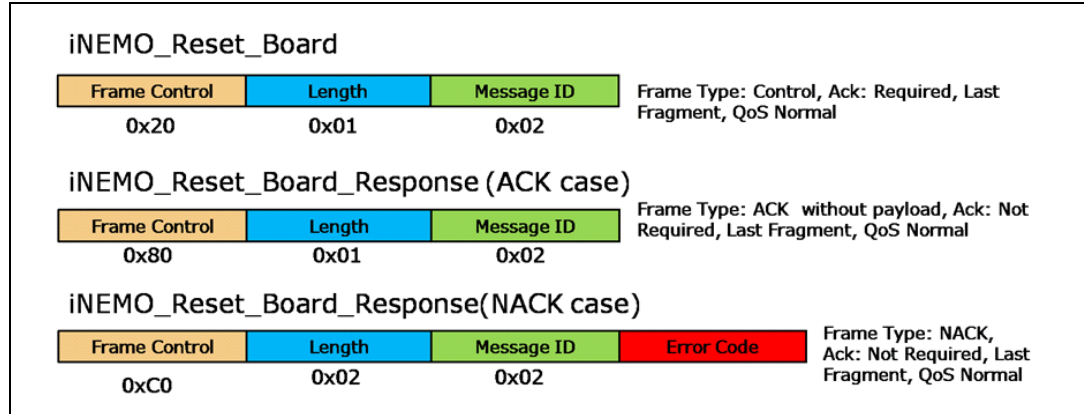 iNEMO_Reset_Board
Frame Control Length Message ID
0x20 0x01 0x02
Frame Type: Control, Ack: Required, Last
Fragment, QoS Normal
iNEMO_Reset_Board_Response (ACK case)
Frame Control Length Message ID
0x80 0x01 0x02
Frame Type: ACK without payload, Ack: Not
Required, Last Fragment, QoS Normal
iNEMO_Reset_Board_Response(NACK case)
Frame Control Length Message ID Error Code
0xC0 0x02 0x02
Frame Type: NACK,
Ack: Not Required, Last
Fragment, QoS Normal